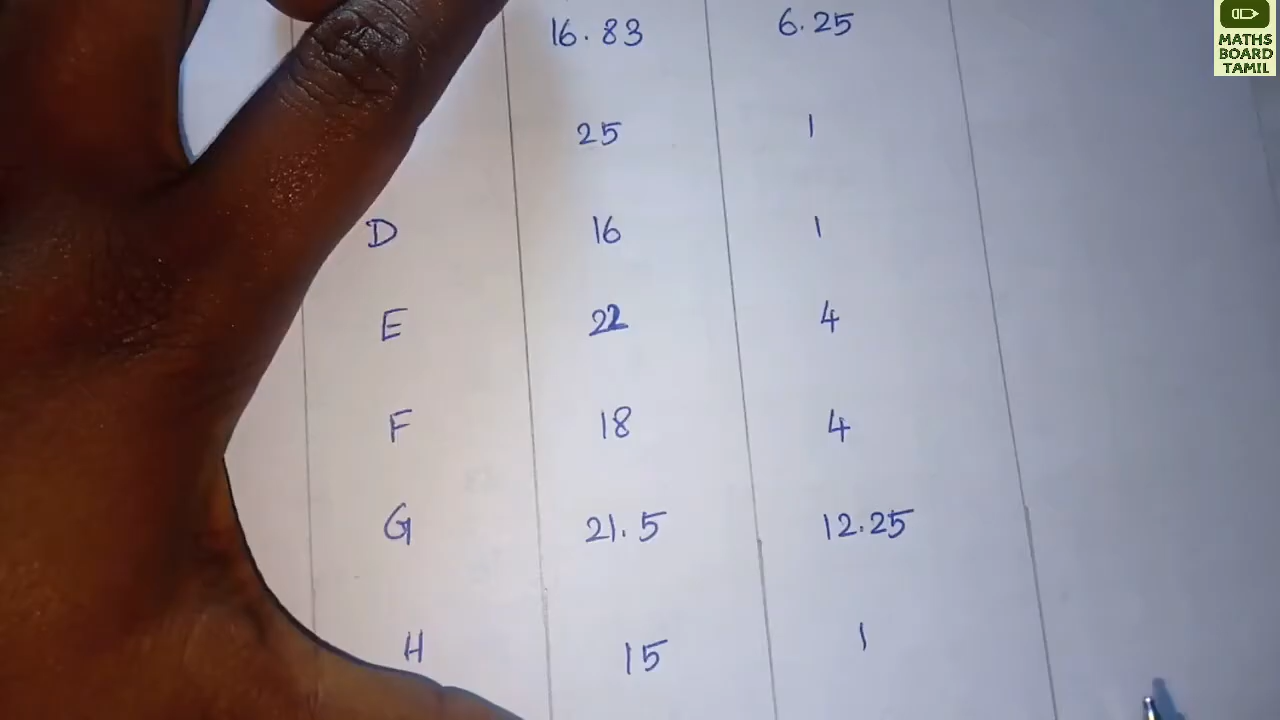 16.83 6.25
25 1
D 16 1
E 22 4
F 18 4
G 21.5 12.25
H 15 1
MATHS
BOARD
TAMIL